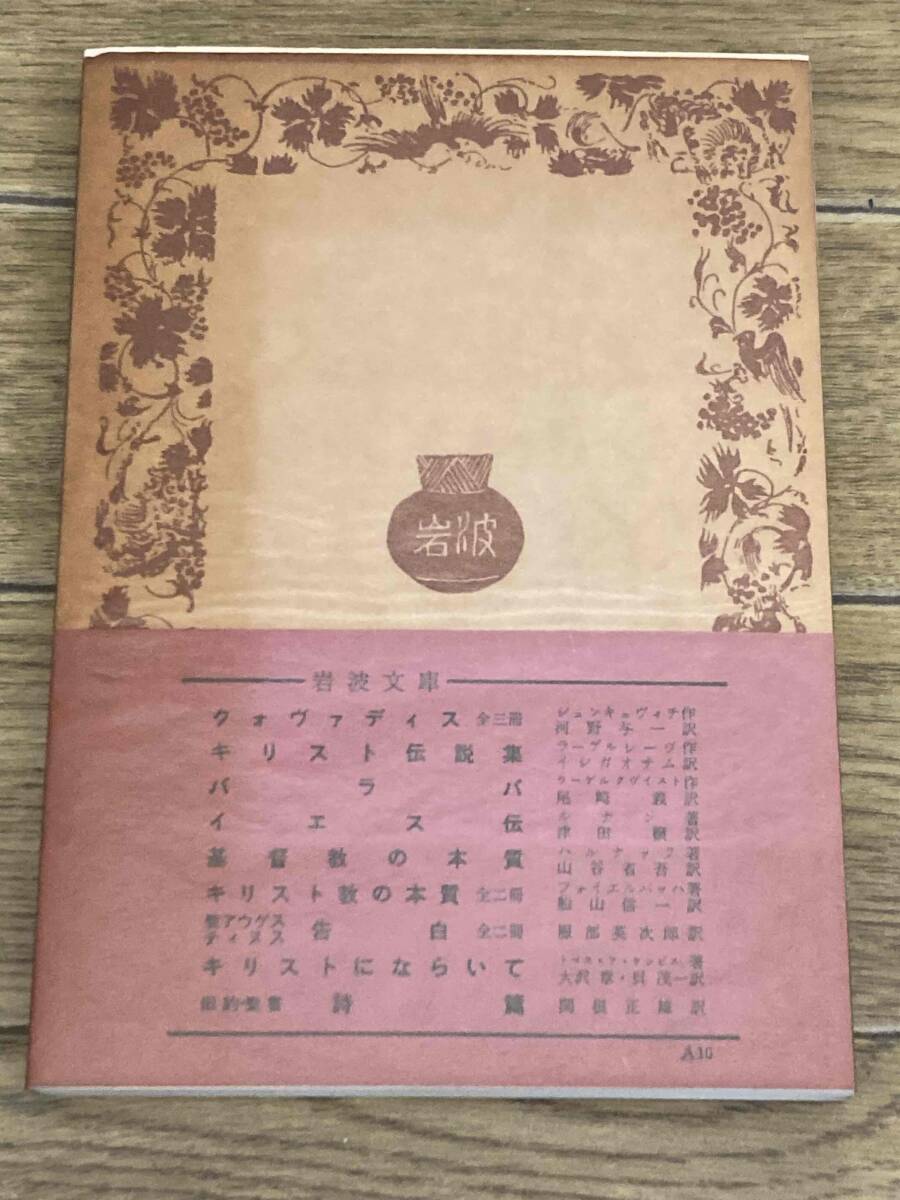 岩波
岩波文庫
クォヴァディス 全三冊 シェンキェヴィチ作 河野与一訳
キリスト伝説集 ラーゲルレーヴ作 イシガオサム訳
バラバ ラーゲルクヴィスト作 尾崎義訳
イエス伝 ルナン著 津田穣訳
基督教の本質 ハルナック著 山谷省吾訳
キリスト教の本質 全二冊 フォイエルバッハ著 船山信一訳
聖アウグスティヌス 告白 全二冊 服部英次郎訳
キリストにならいて トマス・ア・ケンピス著 大沢章・呉茂一訳
旧約聖書 詩篇 関根正雄訳
A10